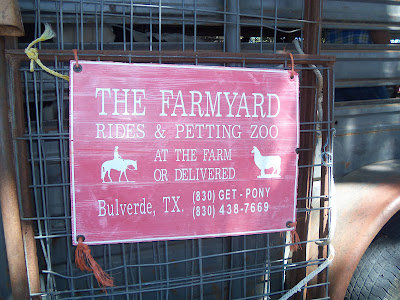 THE FARMYARD
RIDES & PETTING ZOO
AT THE FARM
OR DELIVERED
Bulverde, TX. (830) GET - PONY
(830) 438-7669